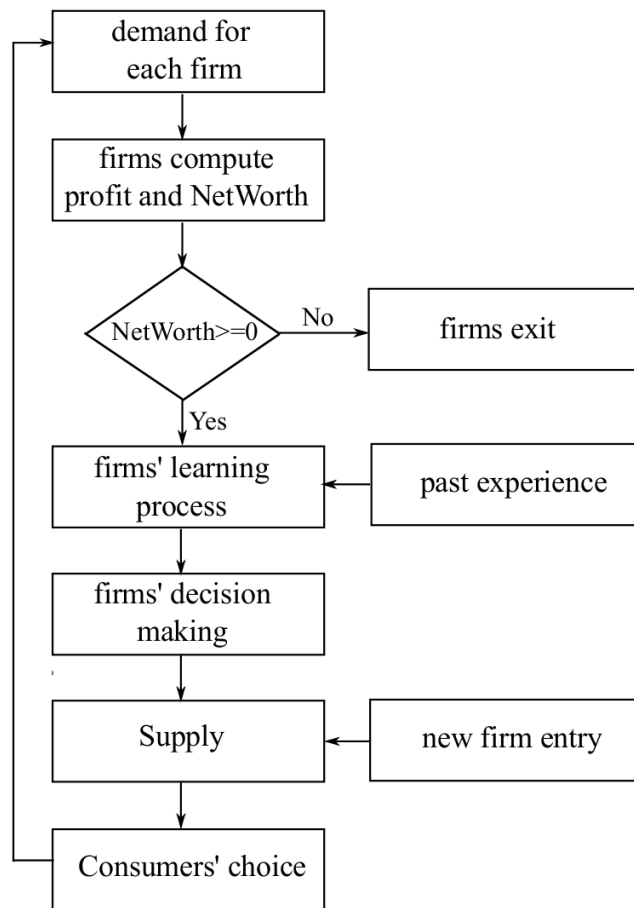 demand for
each firm
firms compute
profit and NetWorth
NetWorth>=0
No
firms exit
Yes
firms' learning
process
past experience
firms' decision
making
Supply
new firm entry
Consumers' choice